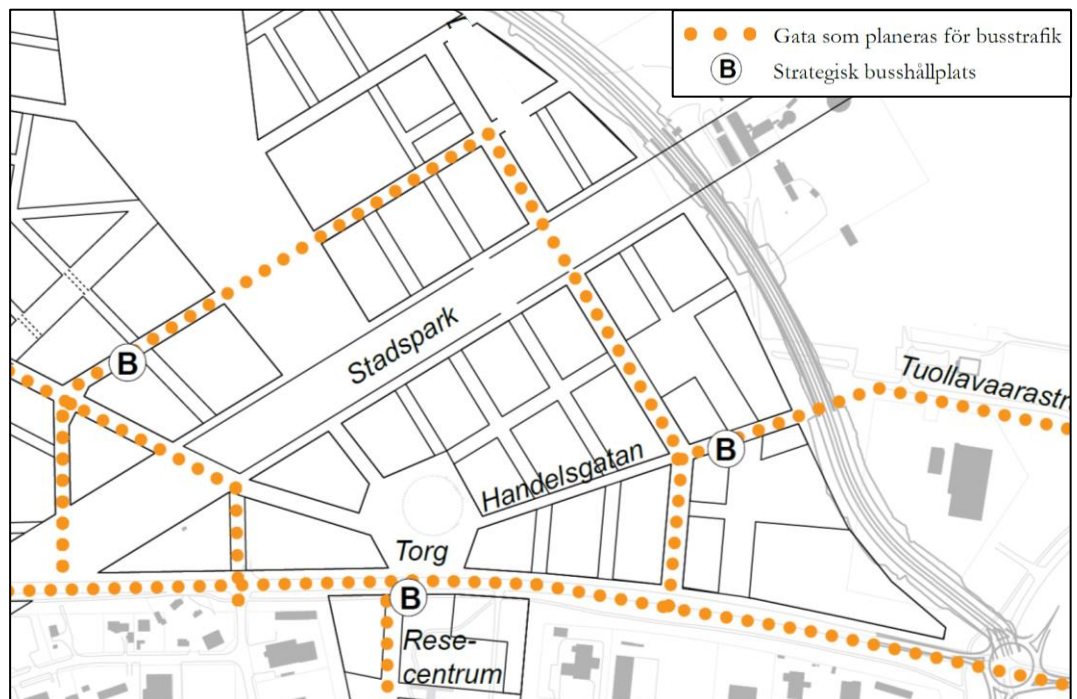 Gata som planeras för busstrafik
B
Strategisk busshållplats
Stadspark
B
Tuollavaarastr
B
Handelsgatan
Torg
B
Rese-
centrum